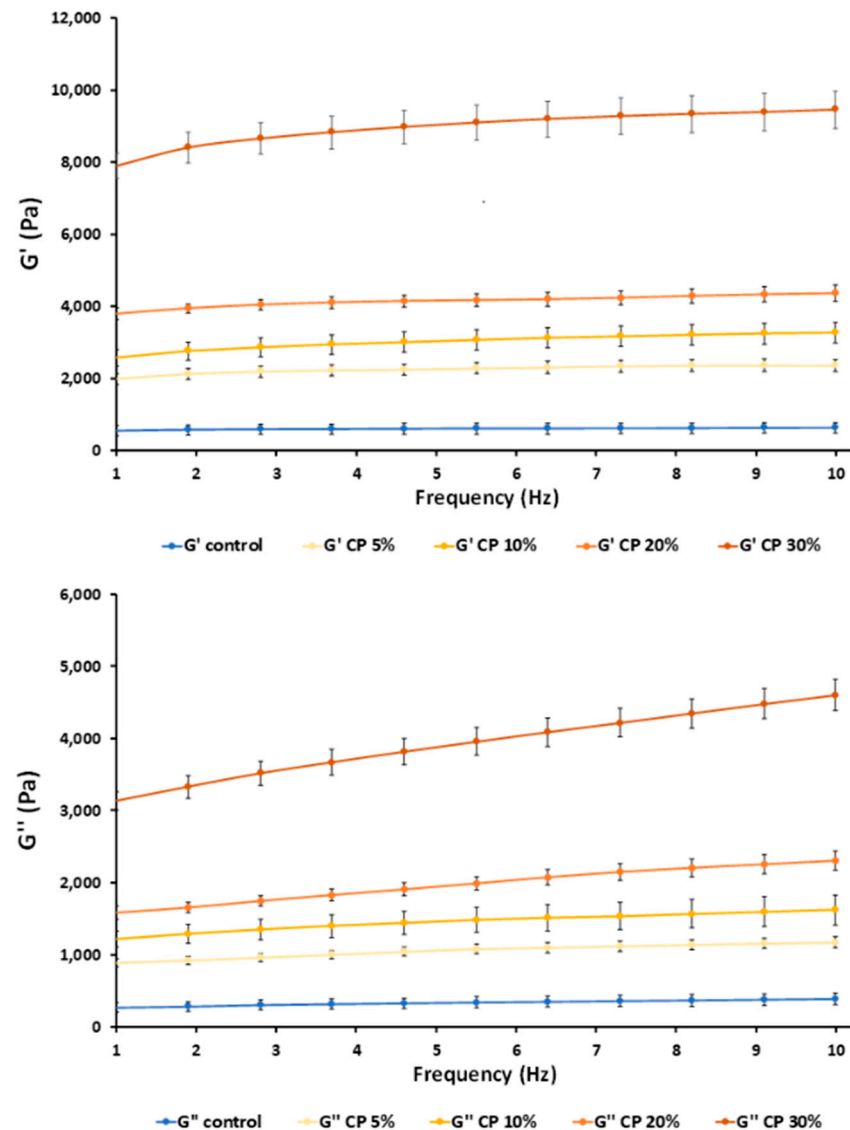 12,000
10,000
8,000
6,000
4,000
2,000
0
G' (Pa)
1 2 3 4 5 6 7 8 9 10
Frequency (Hz)
G' control G' CP 5% G' CP 10% G' CP 20% G' CP 30%
6,000
5,000
4,000
3,000
2,000
1,000
0
G'' (Pa)
1 2 3 4 5 6 7 8 9 10
Frequency (Hz)
G'' control G'' CP 5% G'' CP 10% G'' CP 20% G'' CP 30%